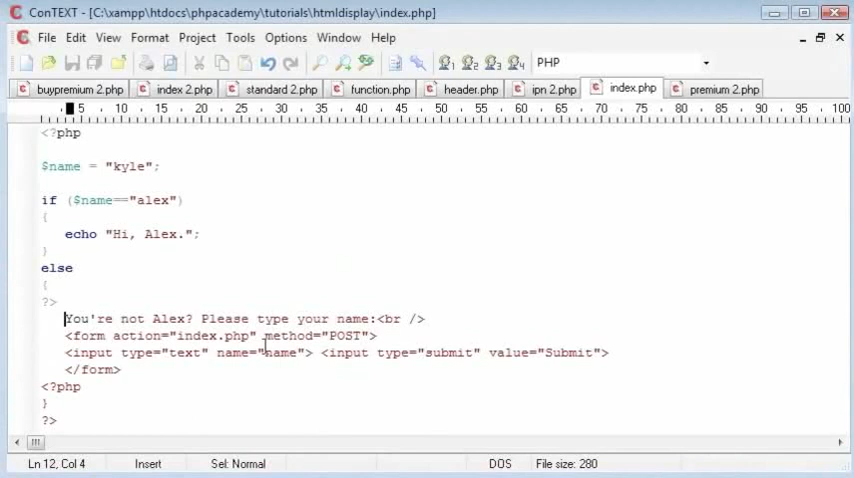 ConTEXT - [C:\xampp\htdocs\phpacademy\tutorials\htmldisplay\index.php]
File Edit View Format Project Tools Options Window Help
1 2 3 4 PHP
buypremium 2.php index 2.php standard 2.php function.php header.php ipn 2.php index.php premium 2.php
5 10 15 20 25 30 35 40 45 50 55 60 65 70 75 80 85 90 95 100
<?php
$name = "kyle";
if ($name=="alex")
{
echo "Hi, Alex.";
}
else
{
?>
You're not Alex? Please type your name:<br />
<form action="index.php" method="POST">
<input type="text" name="name"> <input type="submit" value="Submit">
</form>
<?php
}
?>
Ln 12, Col 4 Insert Sel: Normal DOS File size: 280